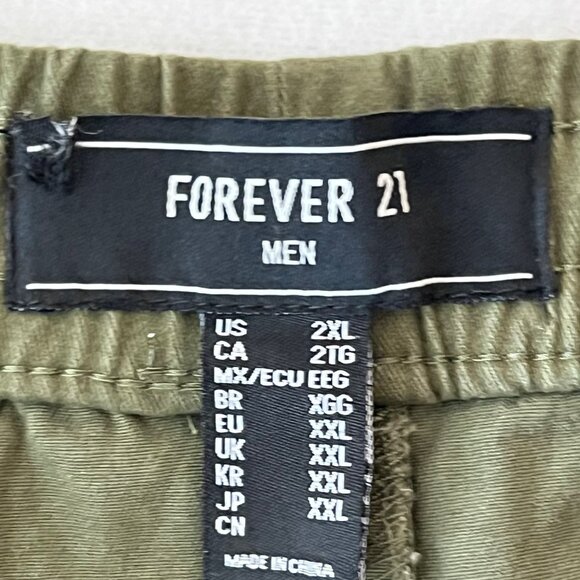 FOREVER 21
MEN
US 2XL
CA 2TG
MX/ECU EEG
BR XGG
EU XXL
UK XXL
KR XXL
JP XXL
CN
MADE IN CHINA